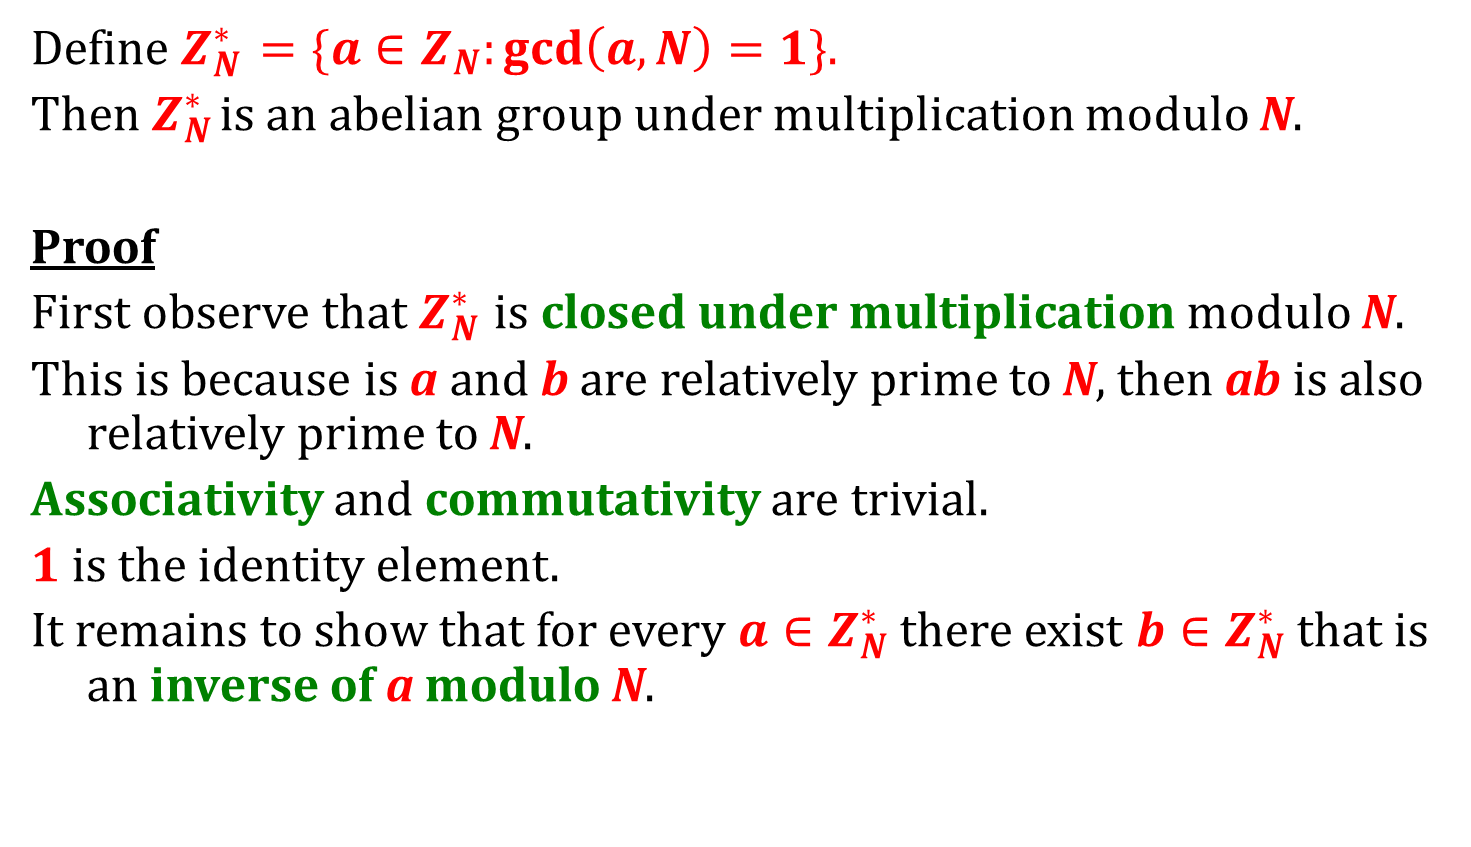 Define Z*_N = {a ∈ Z_N: gcd(a, N) = 1}.
Then Z*_N is an abelian group under multiplication modulo N.
Proof
First observe that Z*_N is closed under multiplication modulo N.
This is because is a and b are relatively prime to N, then ab is also
relatively prime to N.
Associativity and commutativity are trivial.
1 is the identity element.
It remains to show that for every a ∈ Z*_N there exist b ∈ Z*_N that is
an inverse of a modulo N.